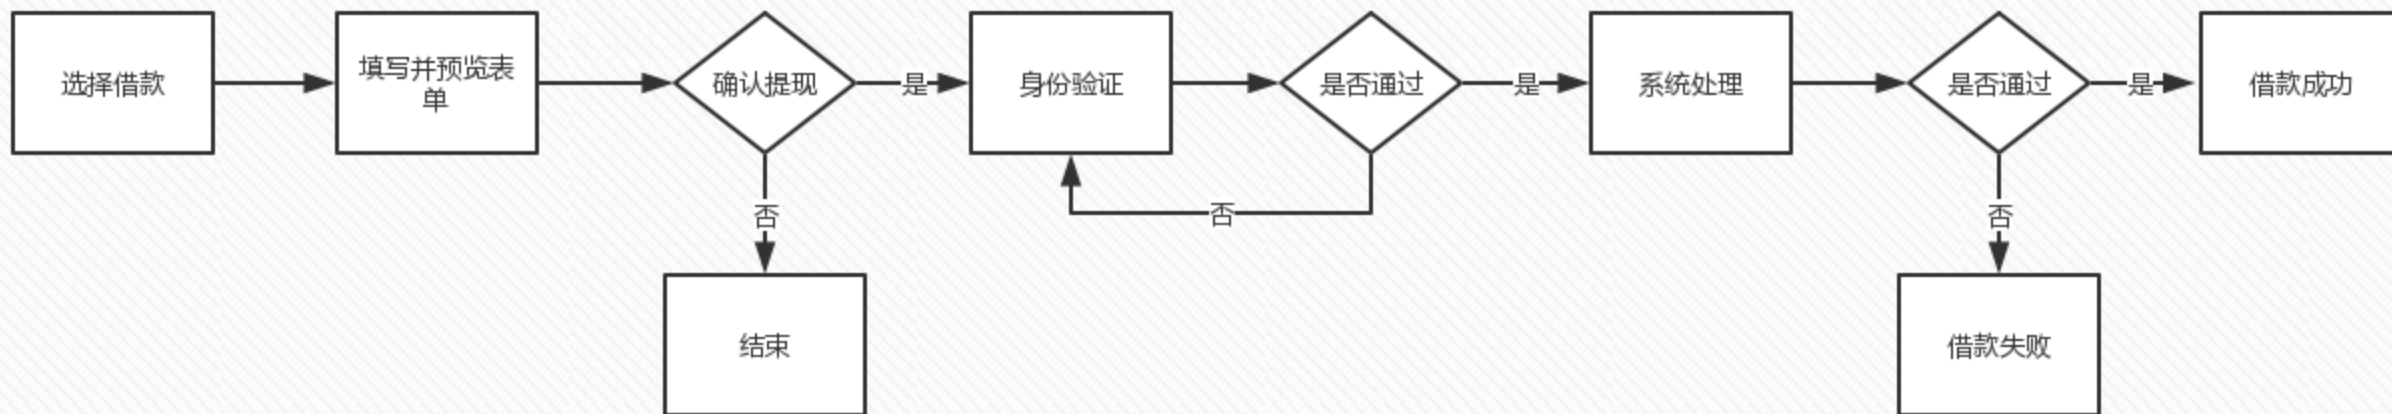 选择借款
填写并预览表
单
确认提现
是
身份验证
是否通过
是
系统处理
是否通过
是
借款成功
否
否
否
结束
借款失败